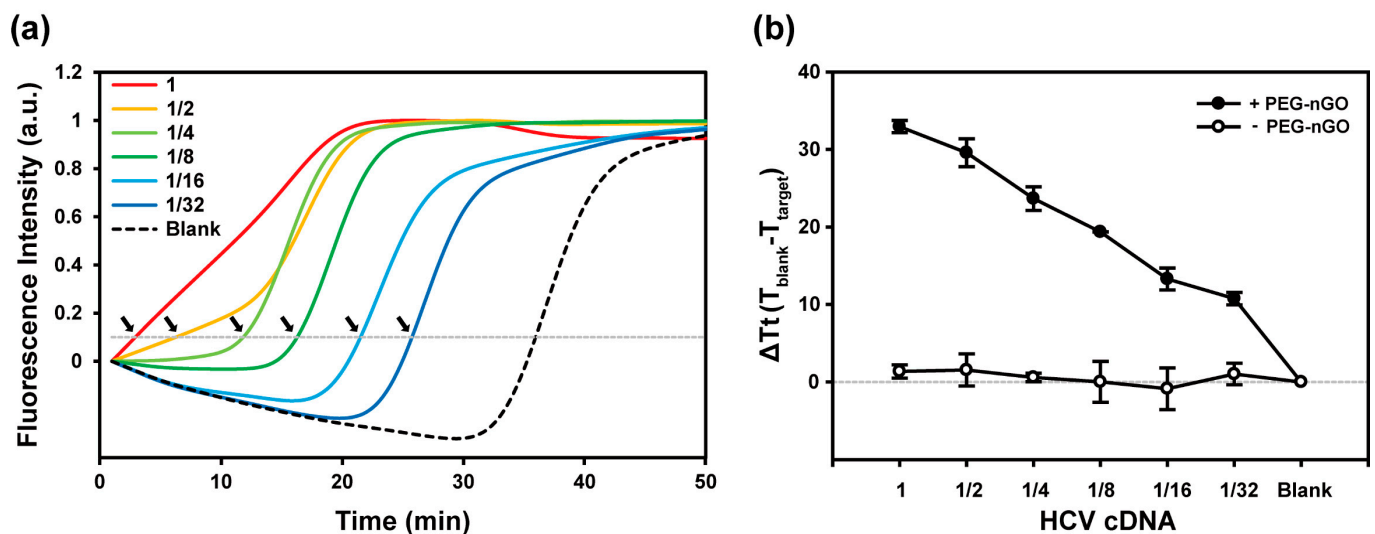 (a)
Fluorescence Intensity (a.u.)
1.2
1
0.8
0.6
0.4
0.2
0
1
1/2
1/4
1/8
1/16
1/32
Blank
0 10 20 30 40 50
Time (min)
(b)
ΔTt (Tblank-Ttarget)
40
30
20
10
0
+ PEG-nGO
- PEG-nGO
1 1/2 1/4 1/8 1/16 1/32 Blank
HCV cDNA